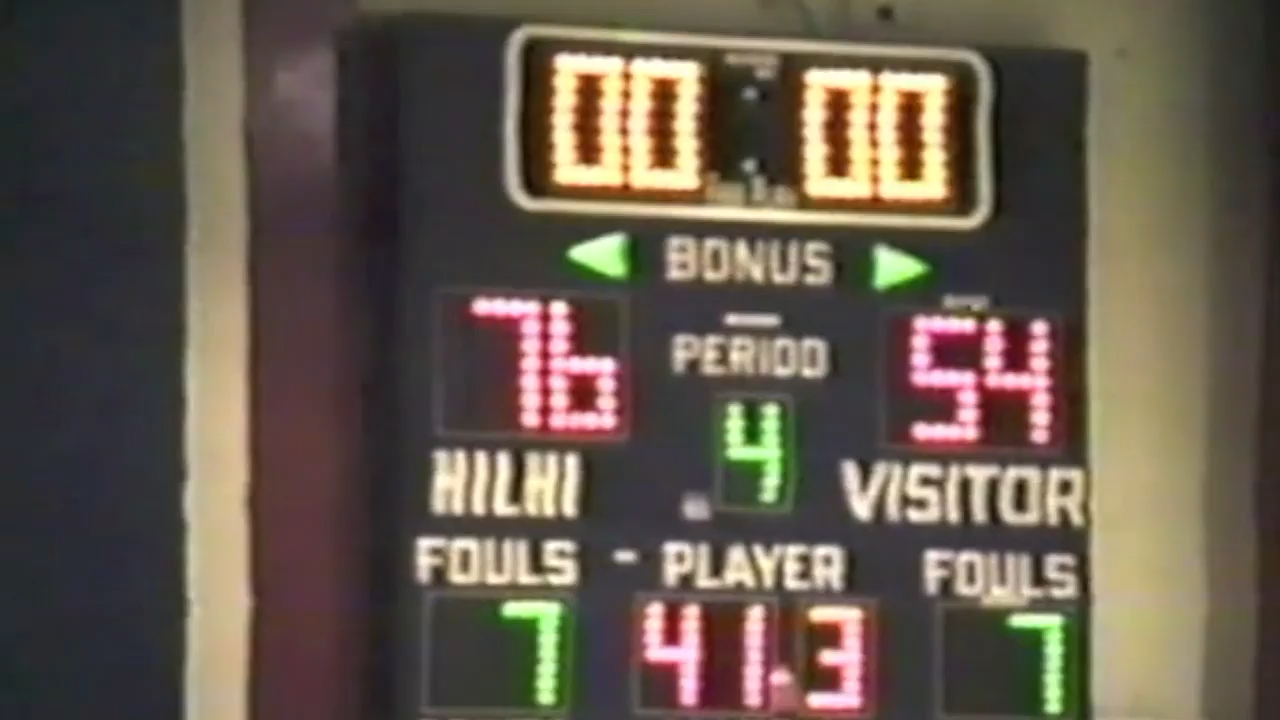 00:00
BONUS
76 PERIOD 54
4
HILHI VISITOR
FOULS - PLAYER FOULS
7 41 3 7